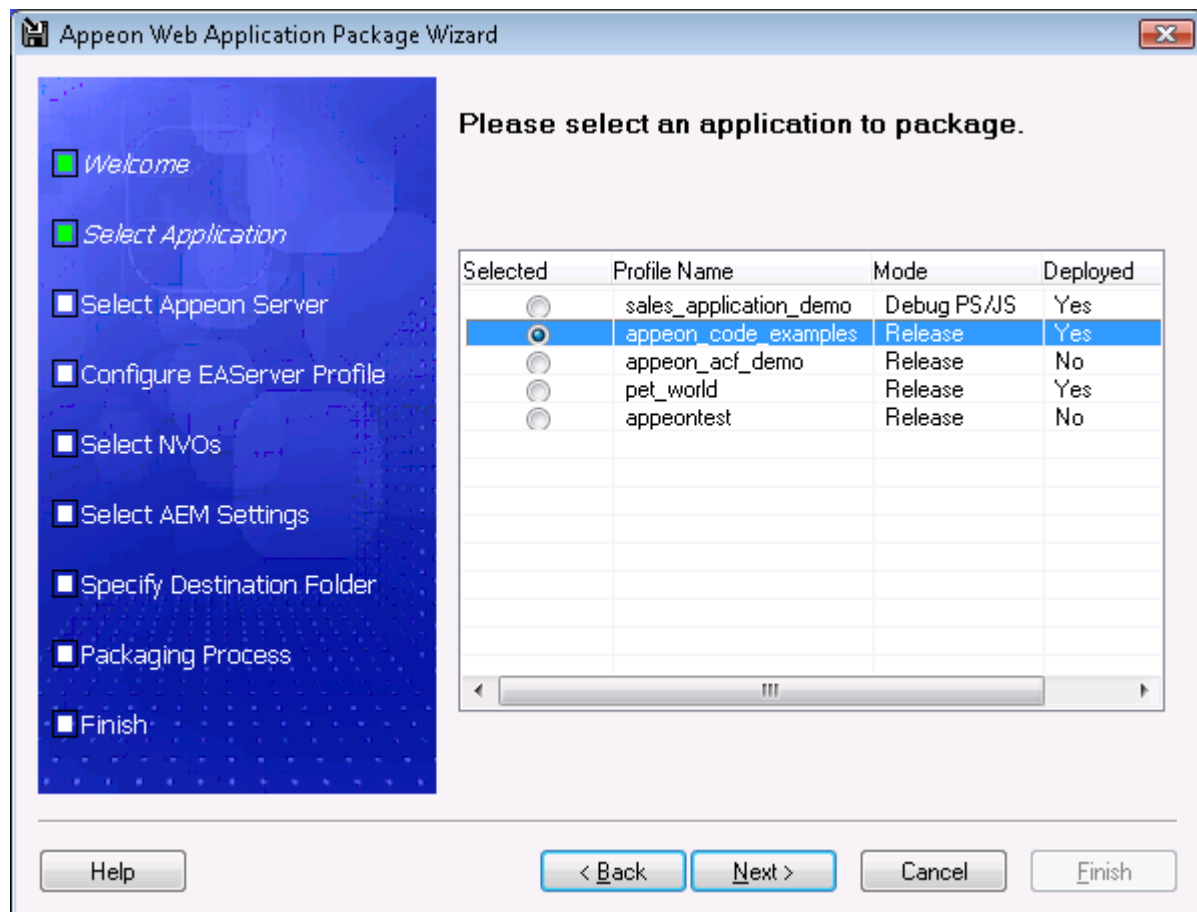 Appeon Web Application Package Wizard
Welcome
Select Application
Select Appeon Server
Configure EAServer Profile
Select NVOs
Select AEM Settings
Specify Destination Folder
Packaging Process
Finish
Please select an application to package.
Selected Profile Name Mode Deployed
sales_application_demo Debug PS/JS Yes
appeon_code_examples Release Yes
appeon_acf_demo Release No
pet_world Release Yes
appeontest Release No
Help < Back Next > Cancel Finish